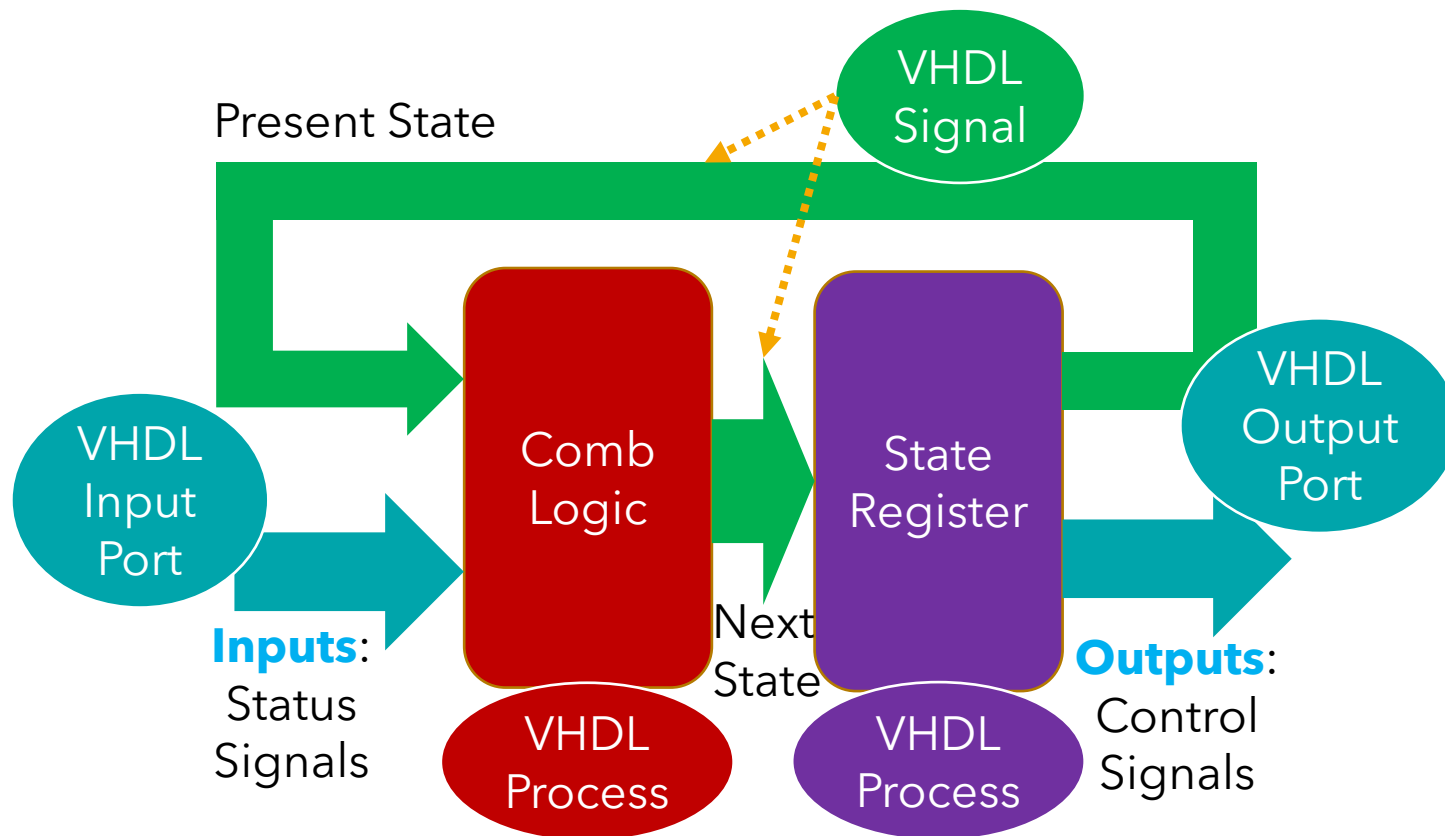 VHDL
Signal
Present State
VHDL
Input
Port
Comb
Logic
State
Register
VHDL
Output
Port
Inputs:
Status
Signals
Next
State
Outputs:
Control
Signals
VHDL
Process
VHDL
Process